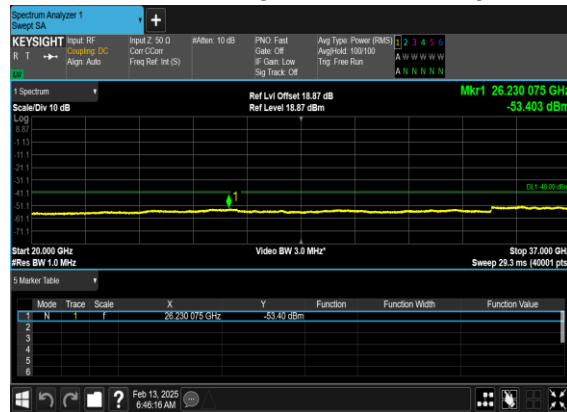 Spectrum Analyzer 1
Swept SA
+
KEYSIGHT Input: RF Input Z: 50 Ω #Atten: 10 dB PNO: Fast Avg Type: Power (RMS) 1 2 3 4 5 6
R T Coupling: DC Corr CCorr Gate: Off Avg|Hold: 100/100 A W W W W W
Align: Auto Freq Ref: Int (S) IF Gain: Low Trig: Free Run
LW Sig Track: Off A N N N N N
1 Spectrum Ref Lvl Offset 18.87 dB Mkr1 26.230 075 GHz
Scale/Div 10 dB Ref Level 18.87 dBm -53.403 dBm
Log
8.87
-1.13
-11.1
-21.1
-31.1
-41.1 DL1 -40.00 dBm
1
-51.1
-61.1
-71.1
Start 20.000 GHz Video BW 3.0 MHz* Stop 37.000 GHz
#Res BW 1.0 MHz Sweep 29.3 ms (40001 pts)
5 Marker Table
Mode Trace Scale X Y Function Function Width Function Value
1 N 1 f 26.230 075 GHz -53.40 dBm
2
3
4
5
6
? Feb 13, 2025
6:46:16 AM